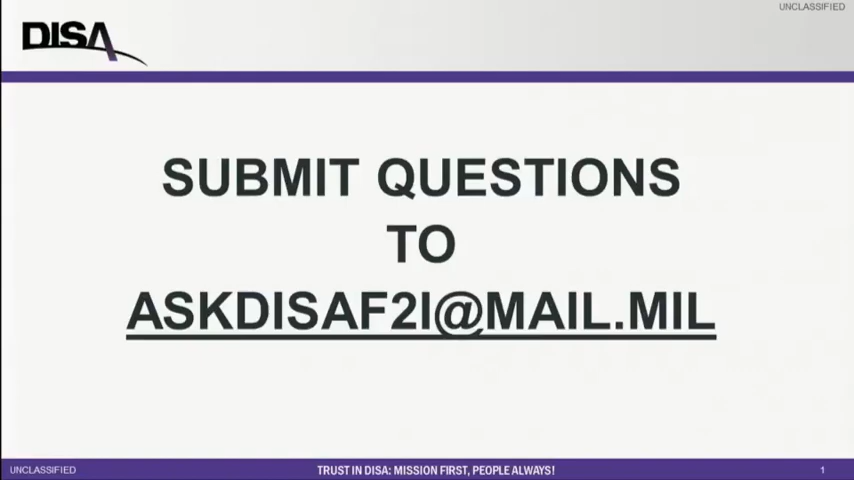 UNCLASSIFIED
DISA
SUBMIT QUESTIONS
TO
ASKDISAF2I@MAIL.MIL
UNCLASSIFIED
TRUST IN DISA: MISSION FIRST, PEOPLE ALWAYS!
1